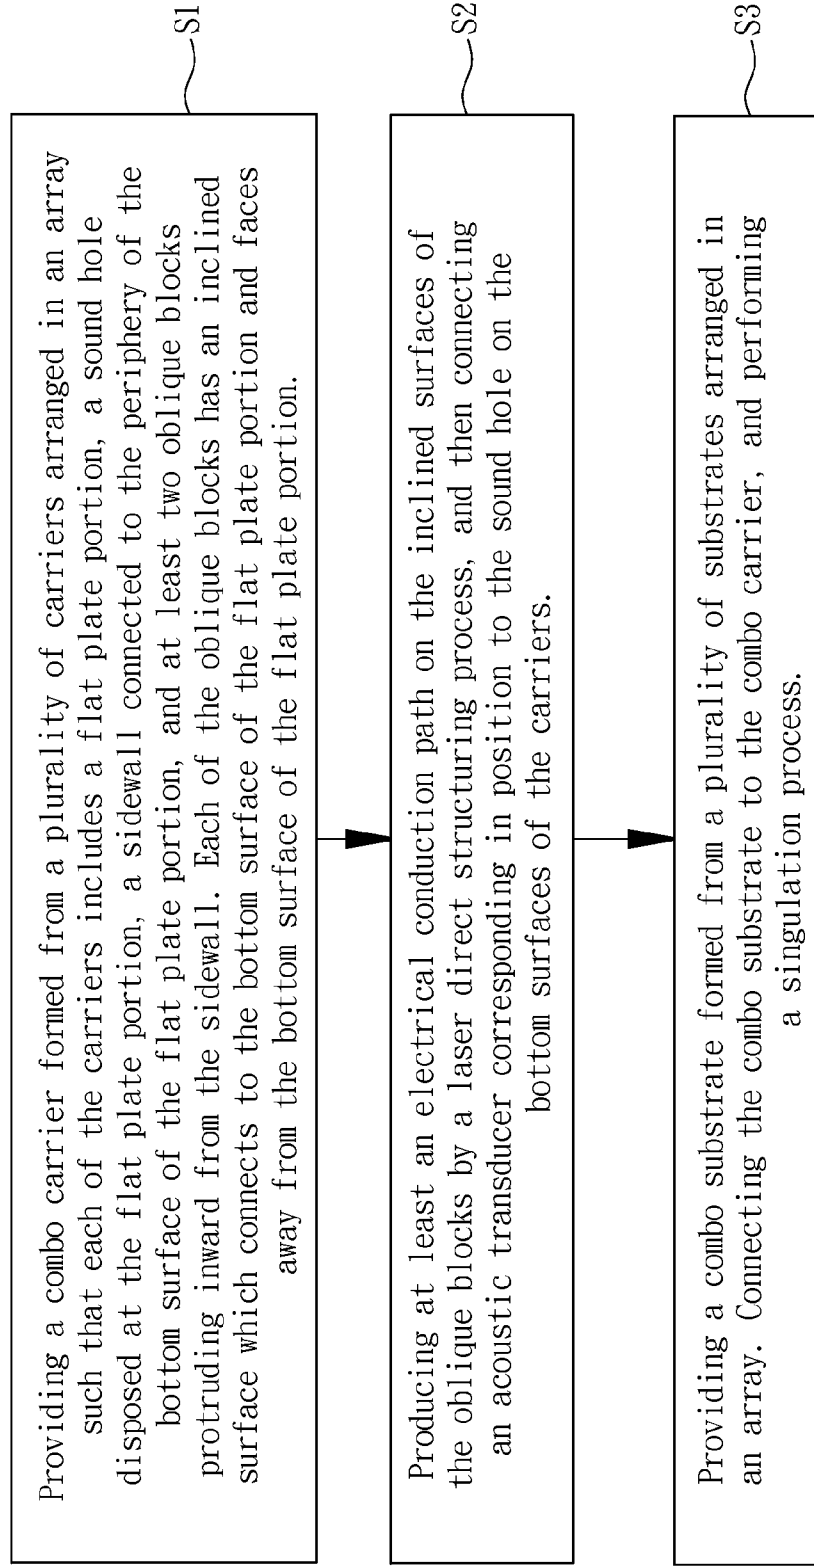 Providing a combo carrier formed from a plurality of carriers arranged in an array
such that each of the carriers includes a flat plate portion, a sound hole
disposed at the flat plate portion, a sidewall connected to the periphery of the
bottom surface of the flat plate portion, and at least two oblique blocks
protruding inward from the sidewall. Each of the oblique blocks has an inclined
surface which connects to the bottom surface of the flat plate portion and faces
away from the bottom surface of the flat plate portion.
S1
Producing at least an electrical conduction path on the inclined surfaces of
the oblique blocks by a laser direct structuring process, and then connecting
an acoustic transducer corresponding in position to the sound hole on the
bottom surfaces of the carriers.
S2
Providing a combo substrate formed from a plurality of substrates arranged in
an array. Connecting the combo substrate to the combo carrier, and performing
a singulation process.
S3